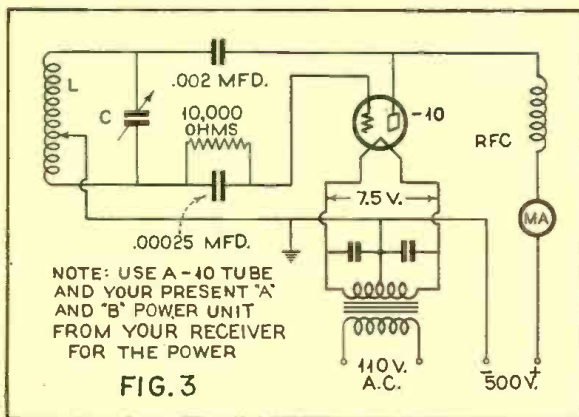 .002 MFD.
L
C
10,000
OHMS
-10
RFC
7.5 V.
MA
.00025 MFD.
NOTE: USE A-10 TUBE
AND YOUR PRESENT "A"
AND "B" POWER UNIT
FROM YOUR RECEIVER
FOR THE POWER
110 V.
A.C.
- 500 V. +
FIG. 3